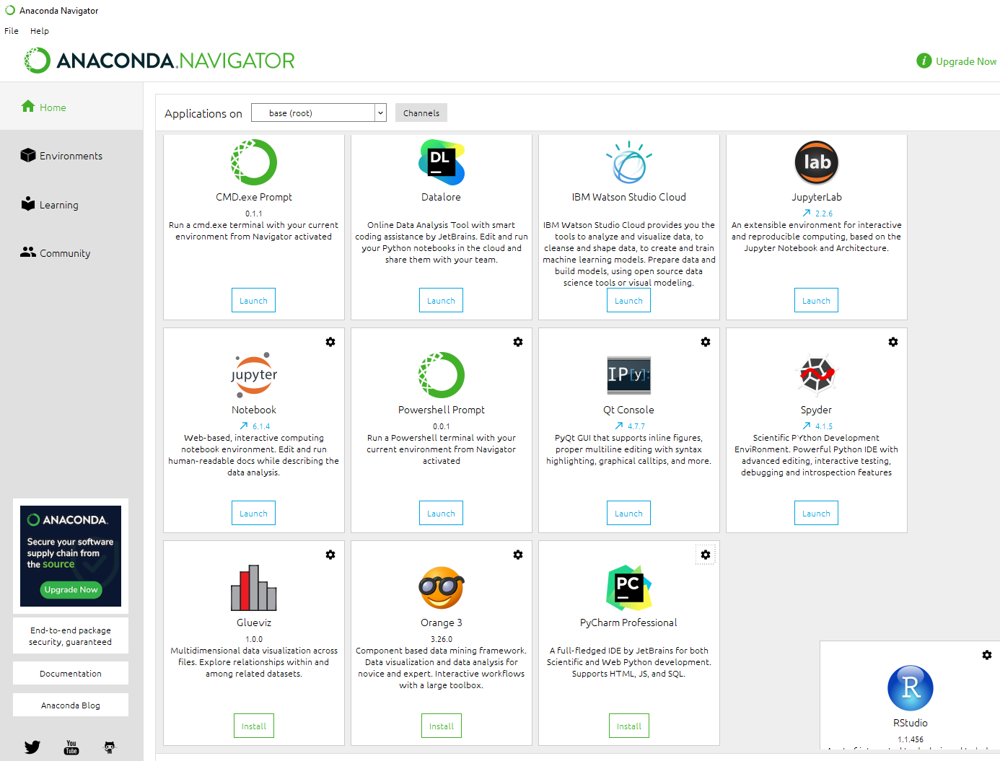 Anaconda Navigator
File Help
ANACONDA.NAVIGATOR
i Upgrade Now
Home
Environments
Learning
Community
Applications on base (root) Channels
CMD.exe Prompt
0.1.1
Run a cmd.exe terminal with your current
environment from Navigator activated
Launch
DL
Datalore
Online Data Analysis Tool with smart
coding assistance by JetBrains. Edit and run
your Python notebooks in the cloud and
share them with your team.
Launch
IBM Watson Studio Cloud
IBM Watson Studio Cloud provides you the
tools to analyze and visualize data, to
cleanse and shape data, to create and train
machine learning models. Prepare data and
build models, using open source data
science tools or visual modeling.
Launch
lab
JupyterLab
2.2.6
An extensible environment for interactive
and reproducible computing, based on the
Jupyter Notebook and Architecture.
Launch
jupyter
Notebook
6.1.4
Web-based, interactive computing
notebook environment. Edit and run
human-readable docs while describing the
data analysis.
Launch
Powershell Prompt
0.0.1
Run a Powershell terminal with your
current environment from Navigator
activated
Launch
IP[y]:
Qt Console
4.7.7
PyQt GUI that supports inline figures,
proper multiline editing with syntax
highlighting, graphical calltips, and more.
Launch
Spyder
4.1.5
Scientific PYthon Development
EnviRonment. Powerful Python IDE with
advanced editing, interactive testing,
debugging and introspection features
Launch
Glueviz
1.0.0
Multidimensional data visualization across
files. Explore relationships within and
among related datasets.
Install
Orange 3
3.26.0
Component based data mining framework.
Data visualization and data analysis for
novice and expert. Interactive workflows
with a large toolbox.
Install
PC
PyCharm Professional
A full-fledged IDE by JetBrains for both
Scientific and Web Python development.
Supports HTML, JS, and SQL.
Install
R
RStudio
1.1.456
ANACONDA.
Secure your software
supply chain from
the source
Upgrade Now
End-to-end package
security, guaranteed
Documentation
Anaconda Blog
You
Tube